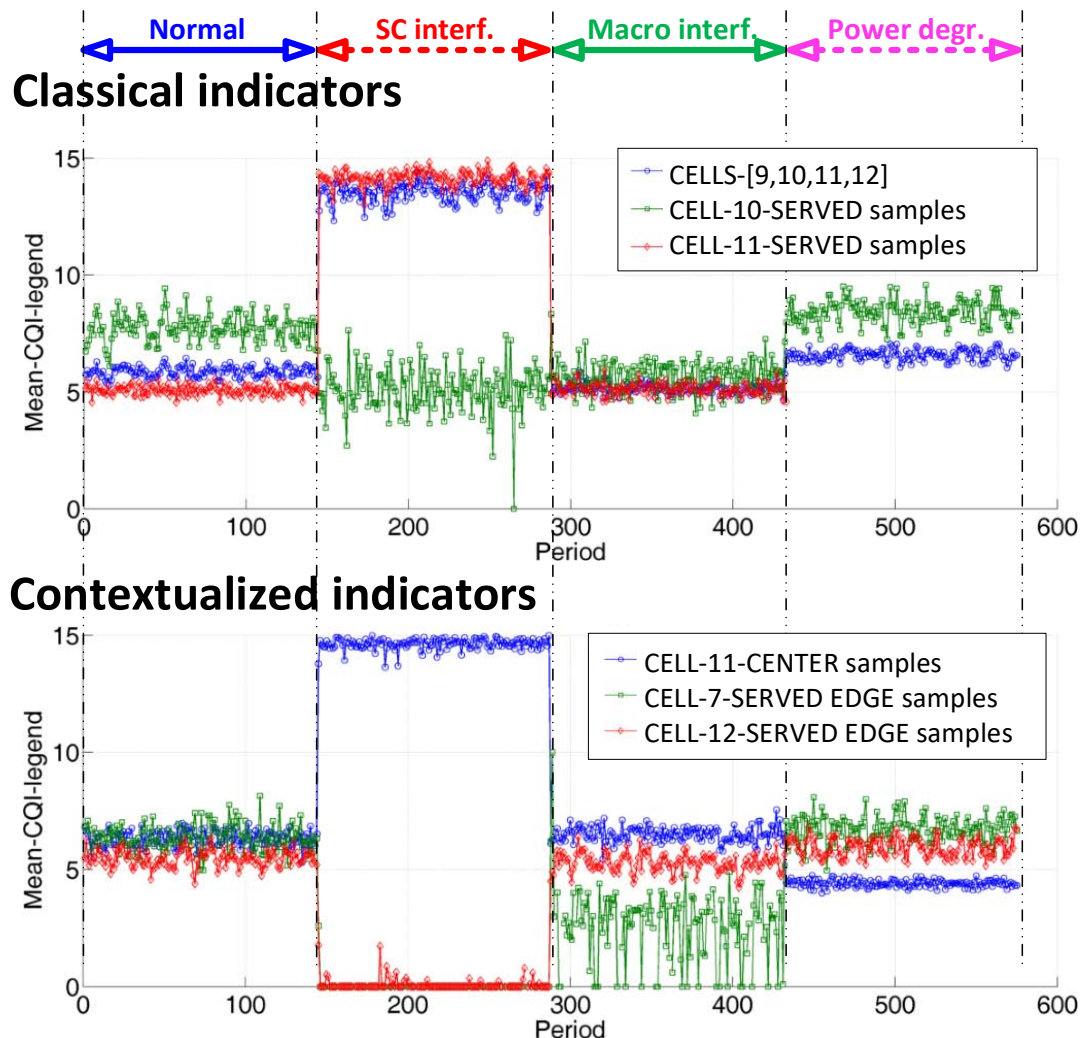 Normal SC interf. Macro interf. Power degr.
Classical indicators
15
10
5
0
Mean-CQI-legend
CELLS-[9,10,11,12]
CELL-10-SERVED samples
CELL-11-SERVED samples
0 100 200 300 400 500 600
Period
Contextualized indicators
15
10
5
0
Mean-CQI-legend
CELL-11-CENTER samples
CELL-7-SERVED EDGE samples
CELL-12-SERVED EDGE samples
0 100 200 300 400 500 600
Period